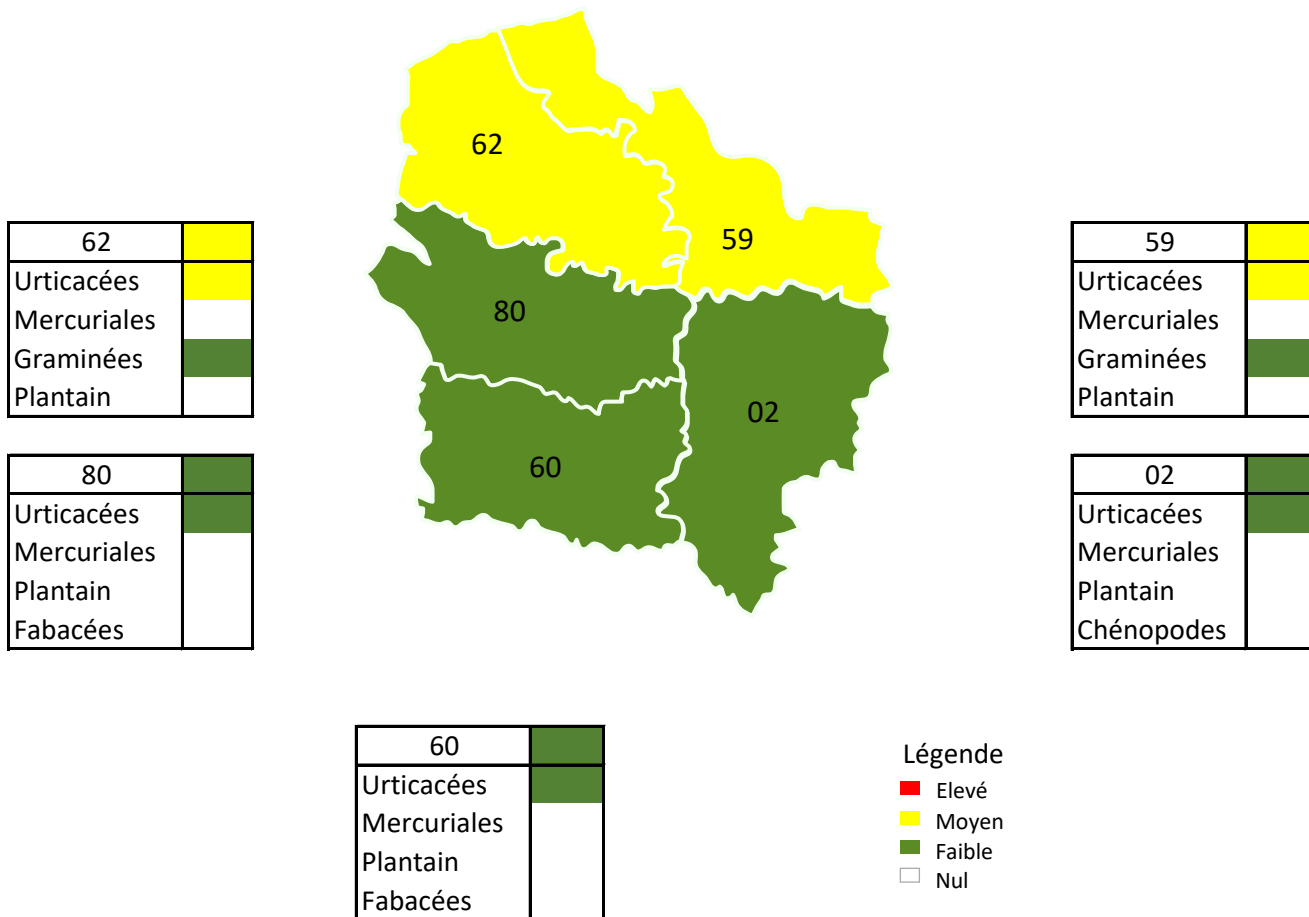 62
59
80
02
60
62
Urticacées
Mercuriales
Graminées
Plantain
59
Urticacées
Mercuriales
Graminées
Plantain
80
Urticacées
Mercuriales
Plantain
Fabacées
02
Urticacées
Mercuriales
Plantain
Chénopodes
60
Urticacées
Mercuriales
Plantain
Fabacées
Légende
Elevé
Moyen
Faible
Nul